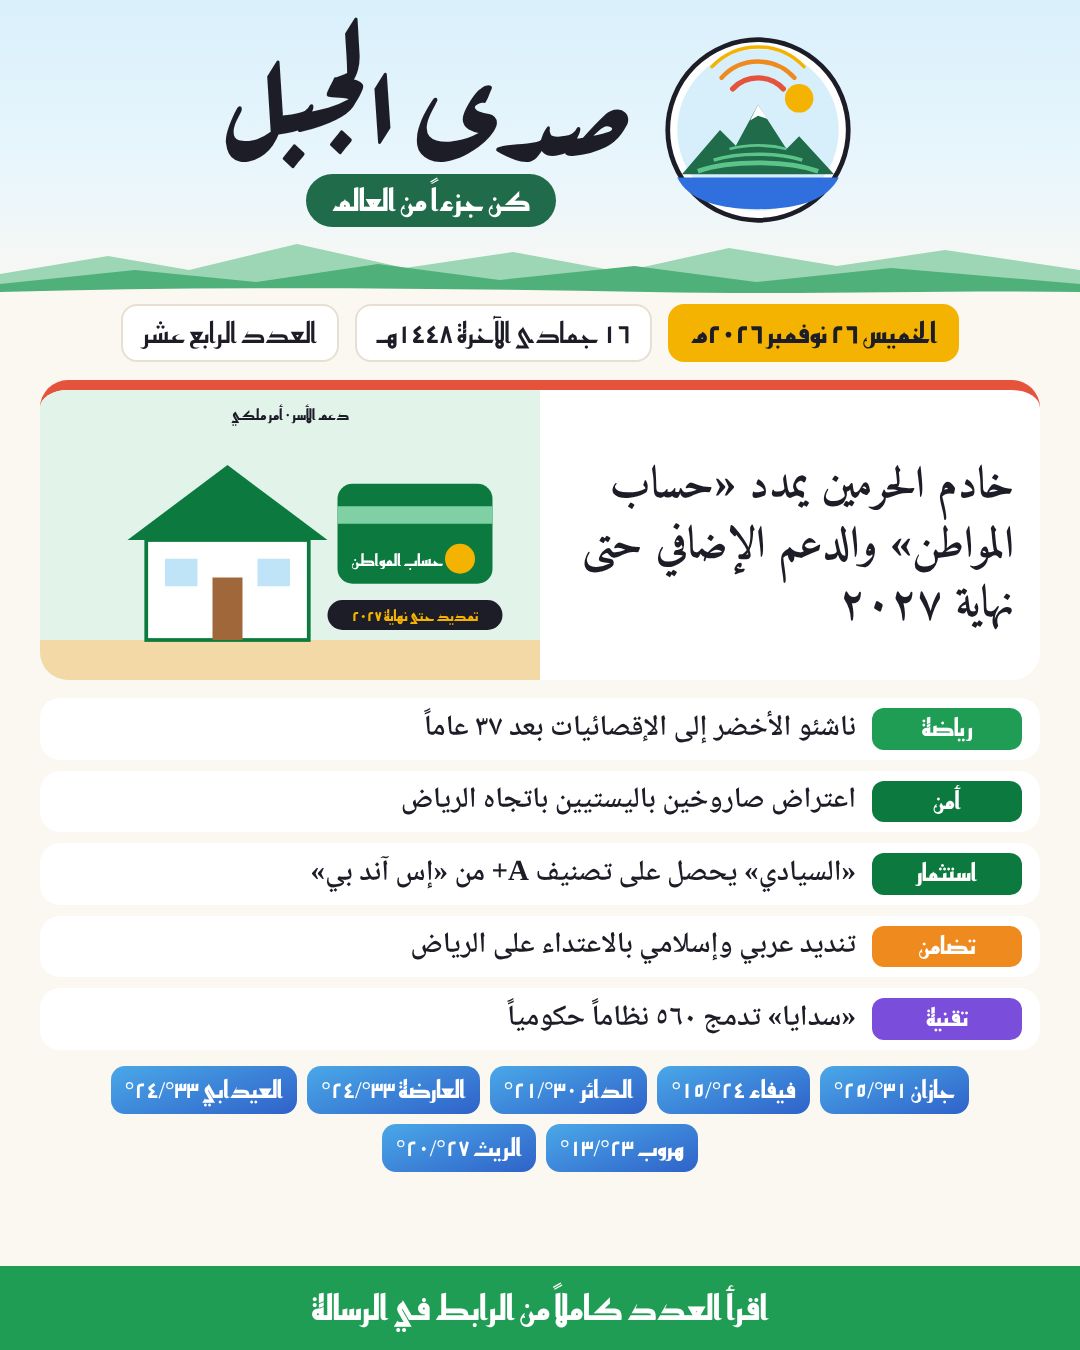 صدى الجبل
كن جزءاً من العالم
الخميس ٢٦ نوفمبر ٢٠٢٦م
١٦ جمادى الآخرة ١٤٤٨هـ
العدد الرابع عشر
خادم الحرمين يمدد «حساب
المواطن» والدعم الإضافي حتى
نهاية ٢٠٢٧
دعم الأسر · أمر ملكي
حساب المواطن
تمديد حتى نهاية ٢٠٢٧
رياضة
ناشئو الأخضر إلى الإقصائيات بعد ٣٧ عاماً
أمن
اعتراض صاروخين باليستيين باتجاه الرياض
استثمار
«السيادي» يحصل على تصنيف A+ من «إس آند بي»
تضامن
تنديد عربي وإسلامي بالاعتداء على الرياض
تقنية
«سدايا» تدمج ٥٦٠ نظاماً حكومياً
جازان ٣١°/٢٥°
فيفاء ٢٤°/١٥°
الدائر ٣٠°/٢١°
العارضة ٣٣°/٢٤°
العيدابي ٣٣°/٢٤°
هروب ٢٣°/١٣°
الريث ٢٧°/٢٠°
اقرأ العدد كاملاً من الرابط في الرسالة